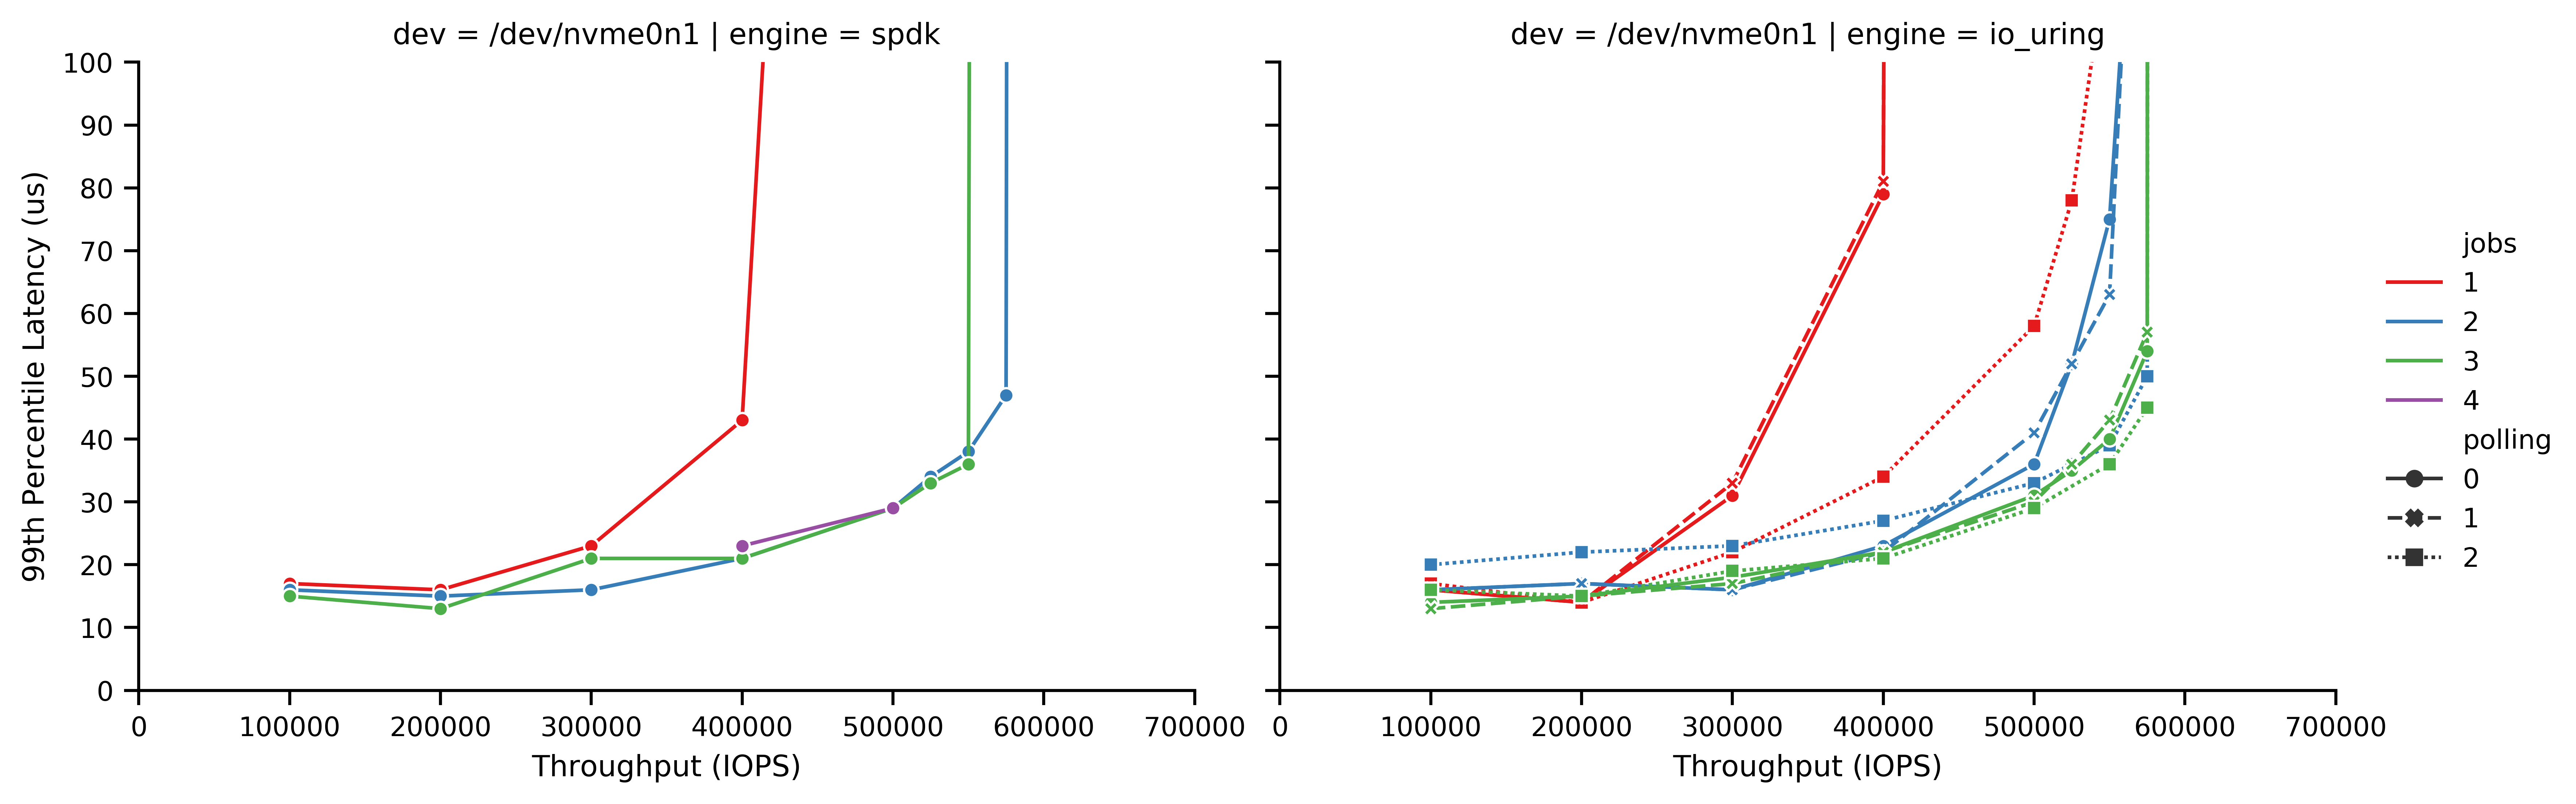 dev = /dev/nvme0n1 | engine = spdk
100
90
80
70
60
50
40
30
20
10
0
99th Percentile Latency (us)
0 100000 200000 300000 400000 500000 600000 700000
Throughput (IOPS)
dev = /dev/nvme0n1 | engine = io_uring
0 100000 200000 300000 400000 500000 600000 700000
Throughput (IOPS)
jobs
1
2
3
4
polling
0
1
2